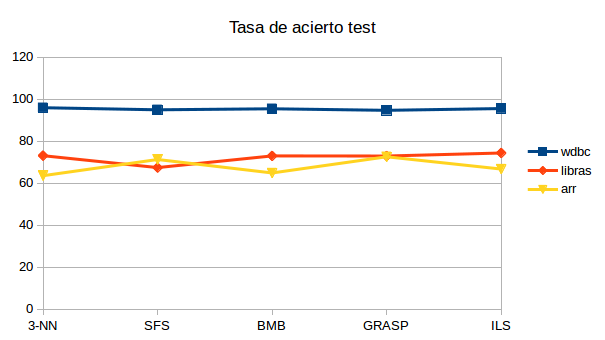 Tasa de acierto test
120
100
80
60
40
20
0
3-NN SFS BMB GRASP ILS
wdbc
libras
arr